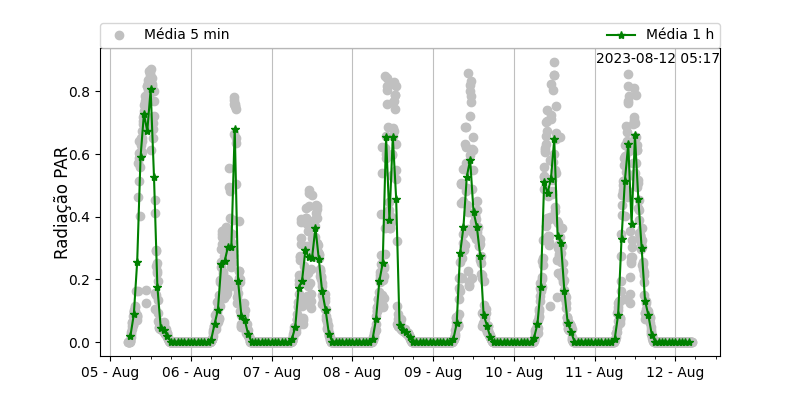 Média 5 min
Média 1 h
2023-08-12 05:17
Radiação PAR
0.8
0.6
0.4
0.2
0.0
05 - Aug 06 - Aug 07 - Aug 08 - Aug 09 - Aug 10 - Aug 11 - Aug 12 - Aug